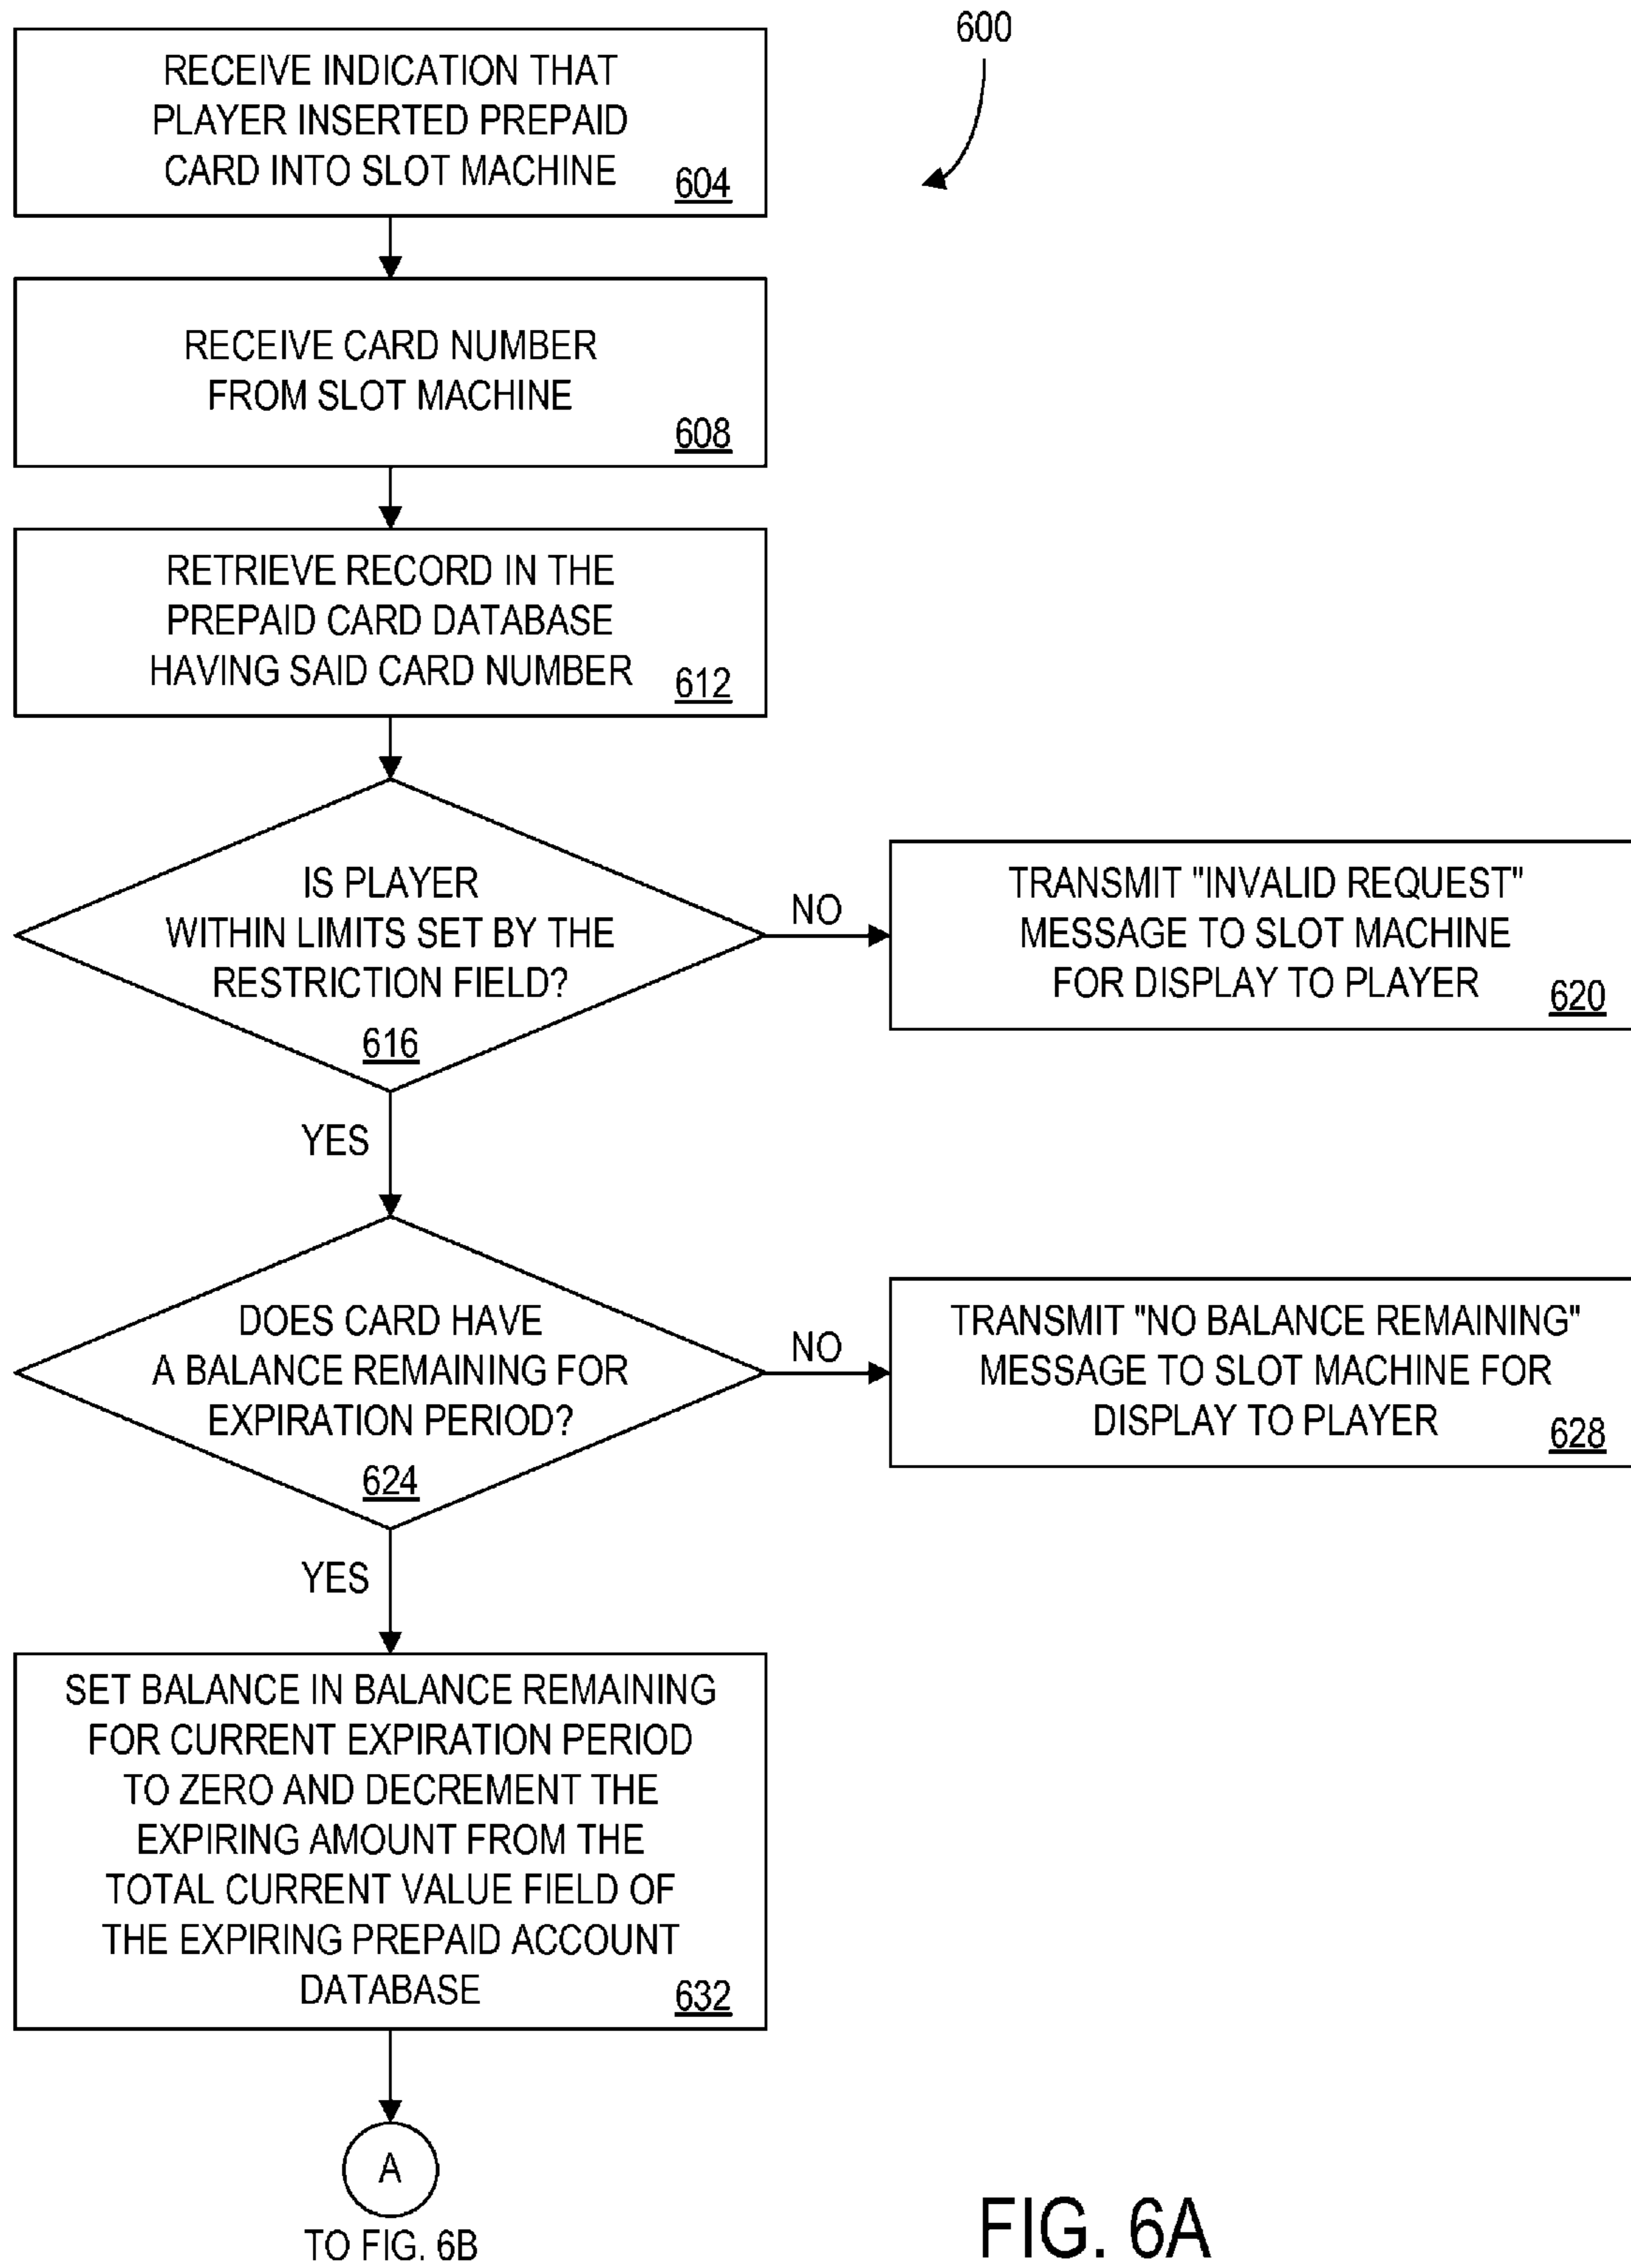 600
RECEIVE INDICATION THAT
PLAYER INSERTED PREPAID
CARD INTO SLOT MACHINE
604
RECEIVE CARD NUMBER
FROM SLOT MACHINE
608
RETRIEVE RECORD IN THE
PREPAID CARD DATABASE
HAVING SAID CARD NUMBER
612
IS PLAYER
WITHIN LIMITS SET BY THE
RESTRICTION FIELD?
616
NO
TRANSMIT "INVALID REQUEST"
MESSAGE TO SLOT MACHINE
FOR DISPLAY TO PLAYER
620
YES
DOES CARD HAVE
A BALANCE REMAINING FOR
EXPIRATION PERIOD?
624
NO
TRANSMIT "NO BALANCE REMAINING"
MESSAGE TO SLOT MACHINE FOR
DISPLAY TO PLAYER
628
YES
SET BALANCE IN BALANCE REMAINING
FOR CURRENT EXPIRATION PERIOD
TO ZERO AND DECREMENT THE
EXPIRING AMOUNT FROM THE
TOTAL CURRENT VALUE FIELD OF
THE EXPIRING PREPAID ACCOUNT
DATABASE
632
A
TO FIG. 6B
FIG. 6A